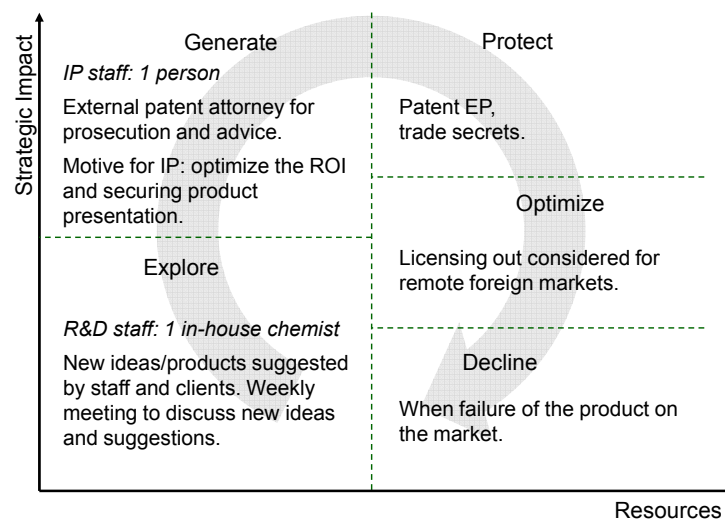 Strategic Impact
Generate
IP staff: 1 person
External patent attorney for
prosecution and advice.
Motive for IP: optimize the ROI
and securing product
presentation.
Protect
Patent EP,
trade secrets.
Optimize
Licensing out considered for
remote foreign markets.
Explore
R&D staff: 1 in-house chemist
New ideas/products suggested
by staff and clients. Weekly
meeting to discuss new ideas
and suggestions.
Decline
When failure of the product on
the market.
Resources